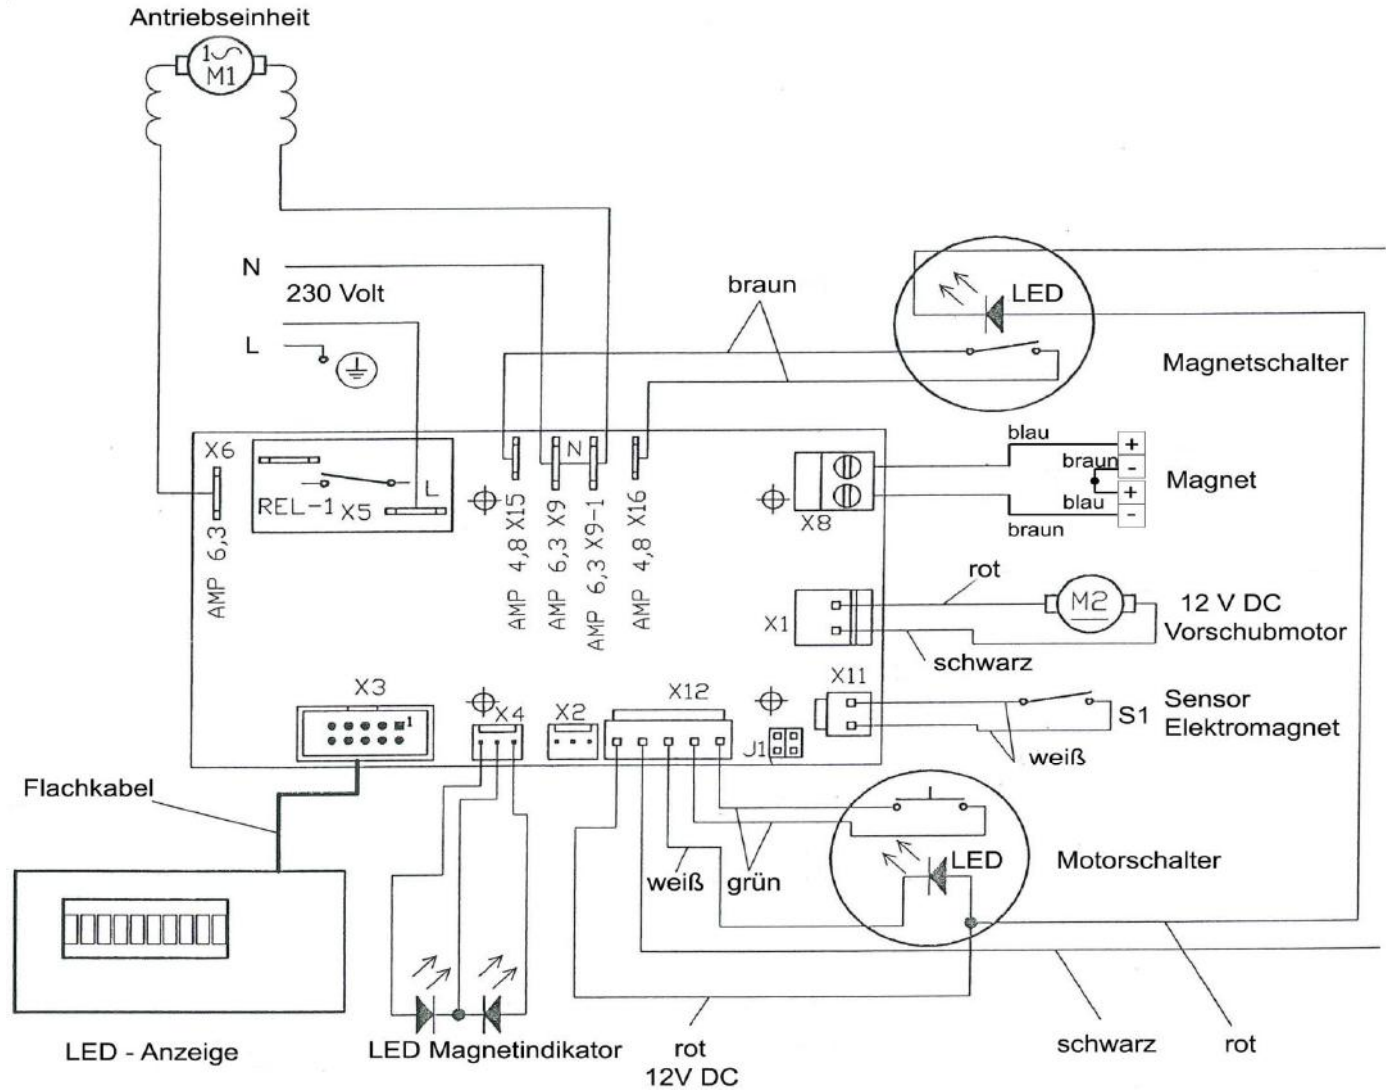 Antriebseinheit
1
M1
N
230 Volt
L
braun
LED
Magnetschalter
X6
AMP 6,3
REL-1
X5
L
N
AMP 4,8 X15
AMP 6,3 X9
AMP 6,3 X9-1
AMP 4,8 X16
X8
blau
braun
blau
braun
+
-
+
-
Magnet
rot
X1
M2
12 V DC
Vorschubmotor
schwarz
X11
S1
Sensor
Elektromagnet
weiß
X3
1
X4
X2
X12
J1
Flachkabel
weiß
grün
LED
Motorschalter
LED - Anzeige
LED Magnetindikator
rot
12V DC
schwarz
rot